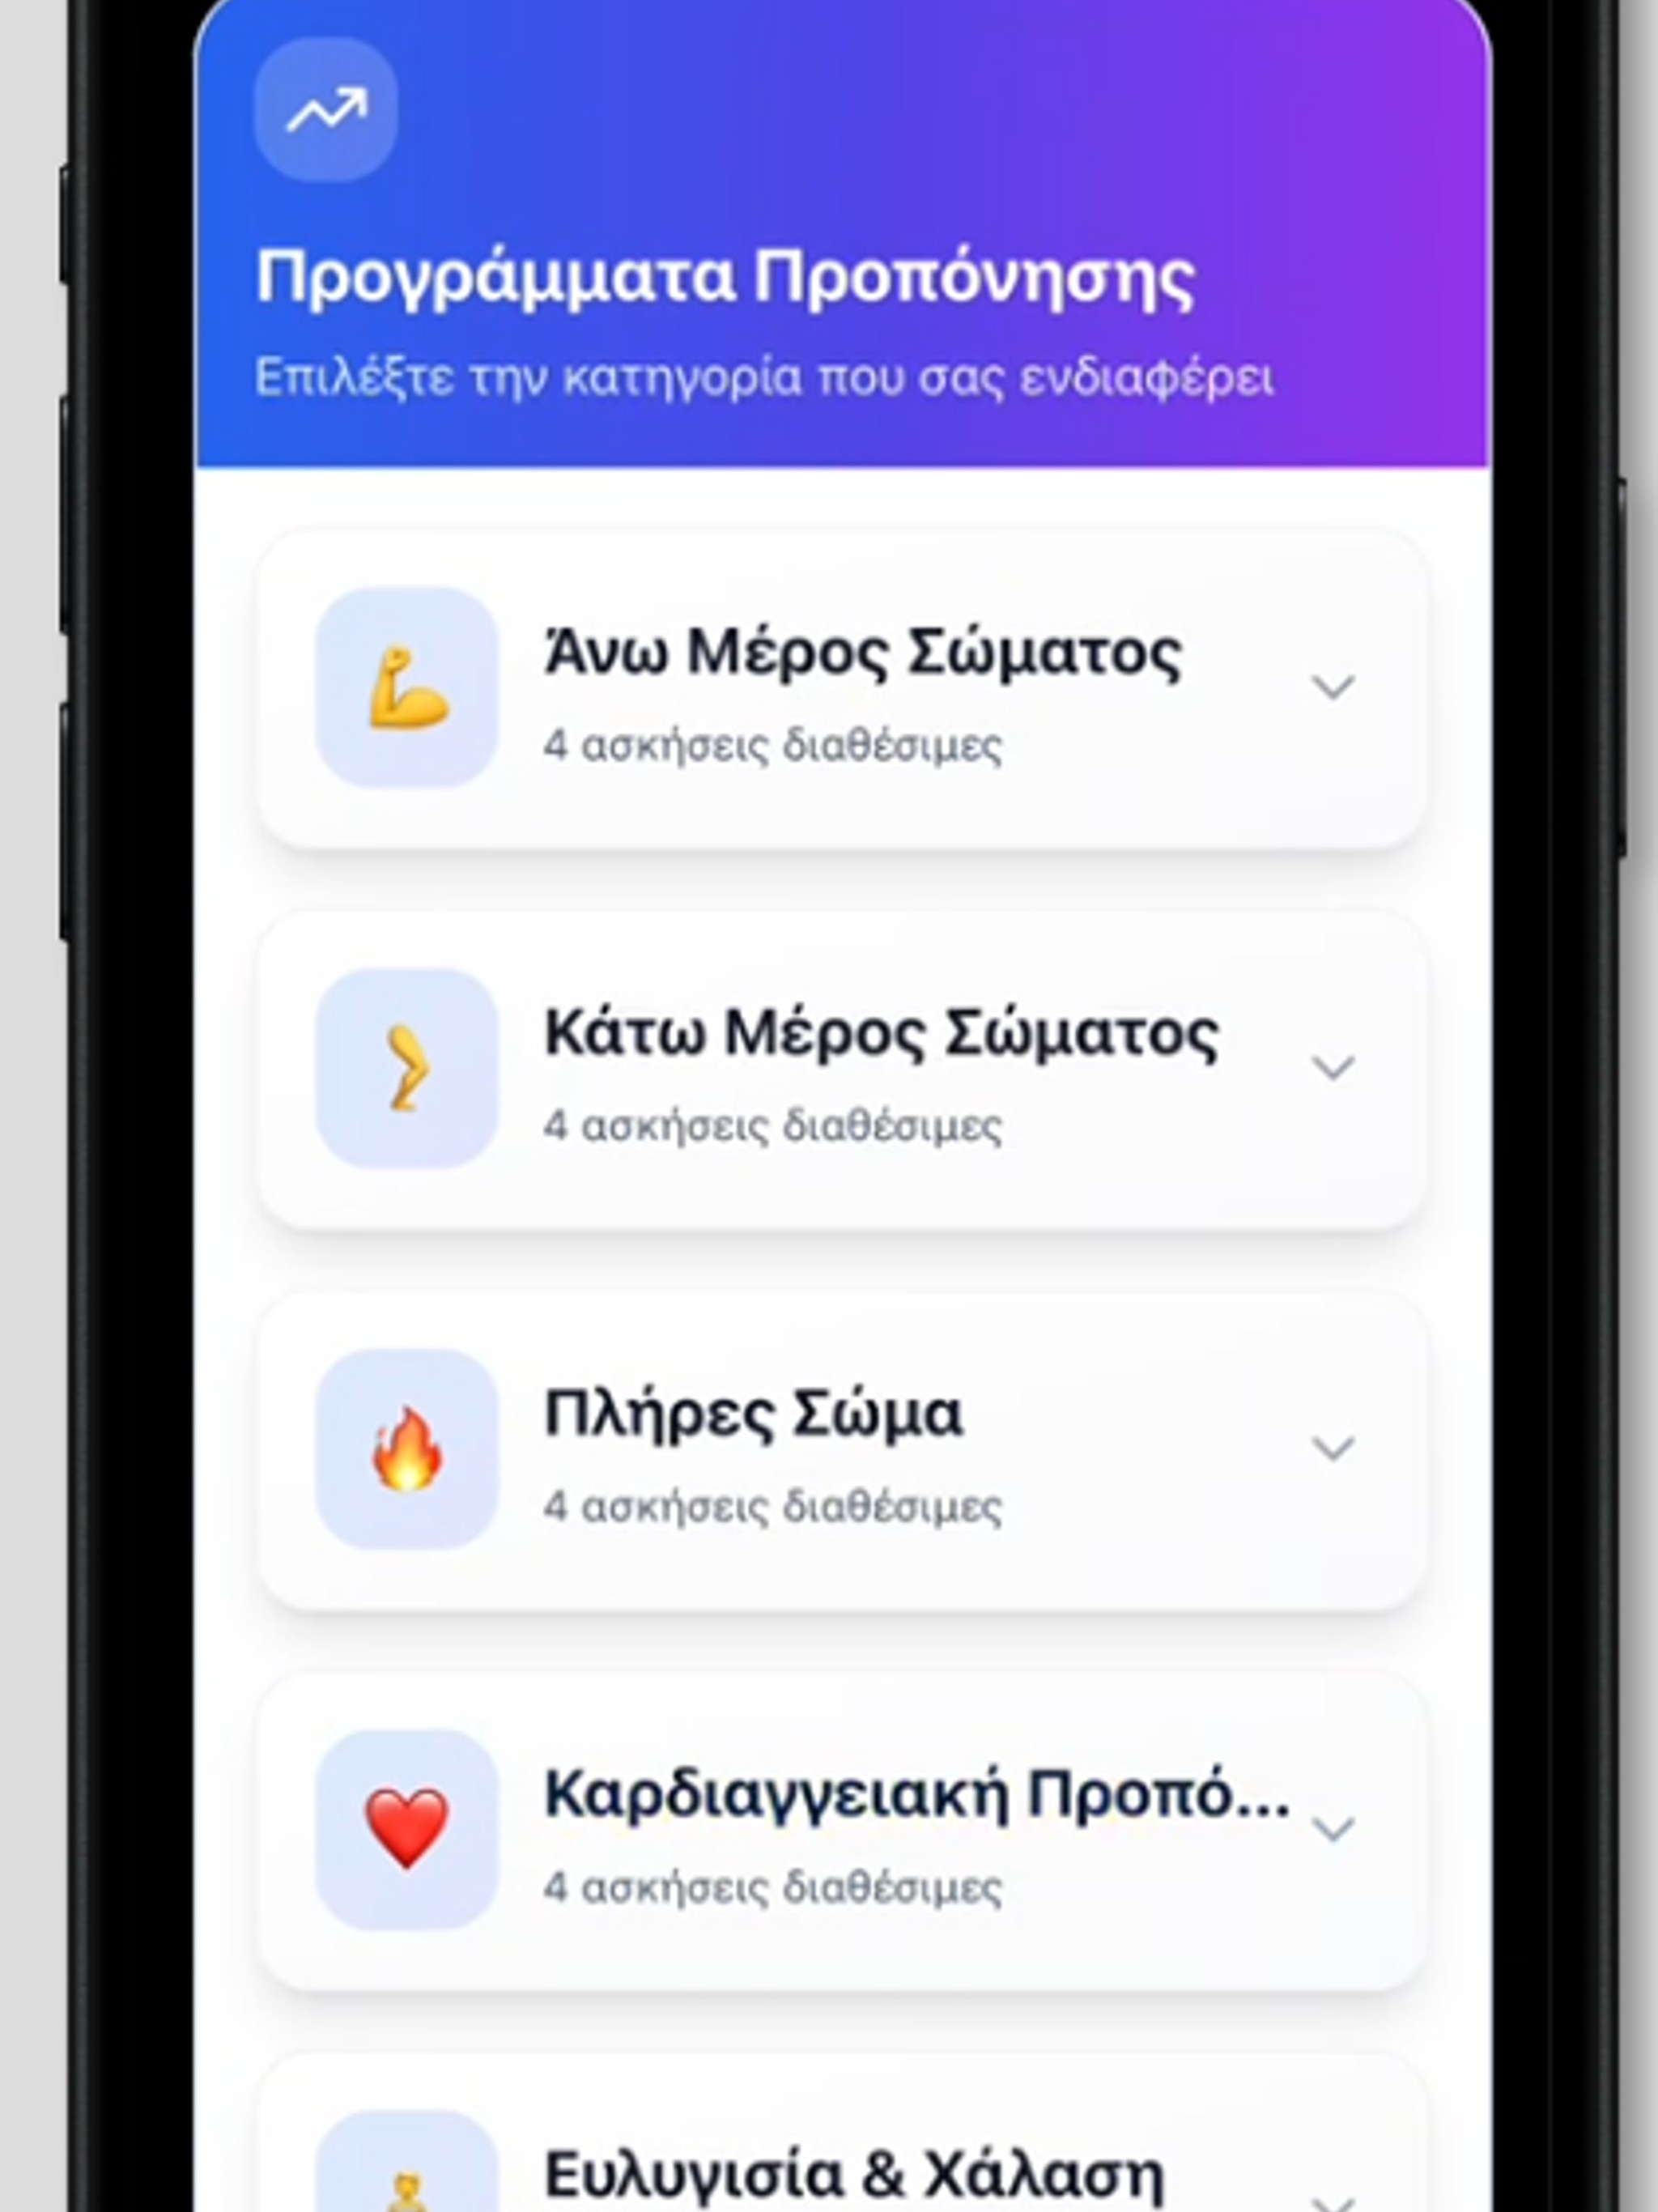 Προγράμματα Προπόνησης
Επιλέξτε την κατηγορία που σας ενδιαφέρει
Άνω Μέρος Σώματος
4 ασκήσεις διαθέσιμες
Κάτω Μέρος Σώματος
4 ασκήσεις διαθέσιμες
Πλήρες Σώμα
4 ασκήσεις διαθέσιμες
Καρδιαγγειακή Προπό...
4 ασκήσεις διαθέσιμες
Ευλυγισία & Χάλαση